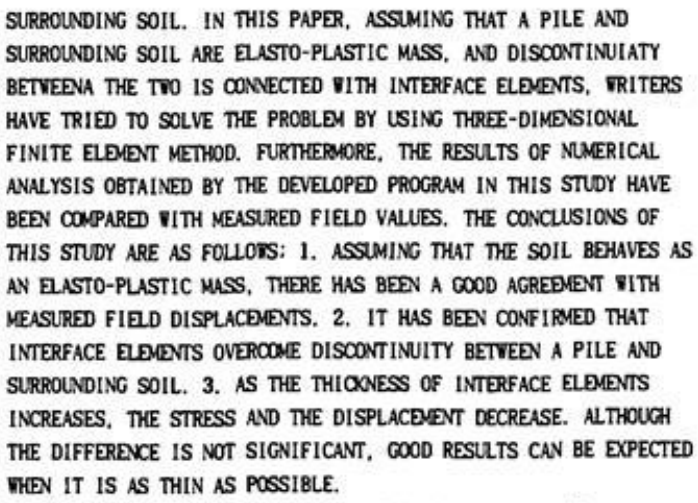 SURROUNDING SOIL. IN THIS PAPER, ASSUMING THAT A PILE AND
SURROUNDING SOIL ARE ELASTO-PLASTIC MASS, AND DISCONTINUIATY
BETWEENA THE TWO IS CONNECTED WITH INTERFACE ELEMENTS, WRITERS
HAVE TRIED TO SOLVE THE PROBLEM BY USING THREE-DIMENSIONAL
FINITE ELEMENT METHOD. FURTHERMORE, THE RESULTS OF NUMERICAL
ANALYSIS OBTAINED BY THE DEVELOPED PROGRAM IN THIS STUDY HAVE
BEEN COMPARED WITH MEASURED FIELD VALUES. THE CONCLUSIONS OF
THIS STUDY ARE AS FOLLOWS: 1. ASSUMING THAT THE SOIL BEHAVES AS
AN ELASTO-PLASTIC MASS, THERE HAS BEEN A GOOD AGREEMENT WITH
MEASURED FIELD DISPLACEMENTS. 2. IT HAS BEEN CONFIRMED THAT
INTERFACE ELEMENTS OVERCOME DISCONTINUITY BETWEEN A PILE AND
SURROUNDING SOIL. 3. AS THE THICKNESS OF INTERFACE ELEMENTS
INCREASES, THE STRESS AND THE DISPLACEMENT DECREASE. ALTHOUGH
THE DIFFERENCE IS NOT SIGNIFICANT, GOOD RESULTS CAN BE EXPECTED
WHEN IT IS AS THIN AS POSSIBLE.